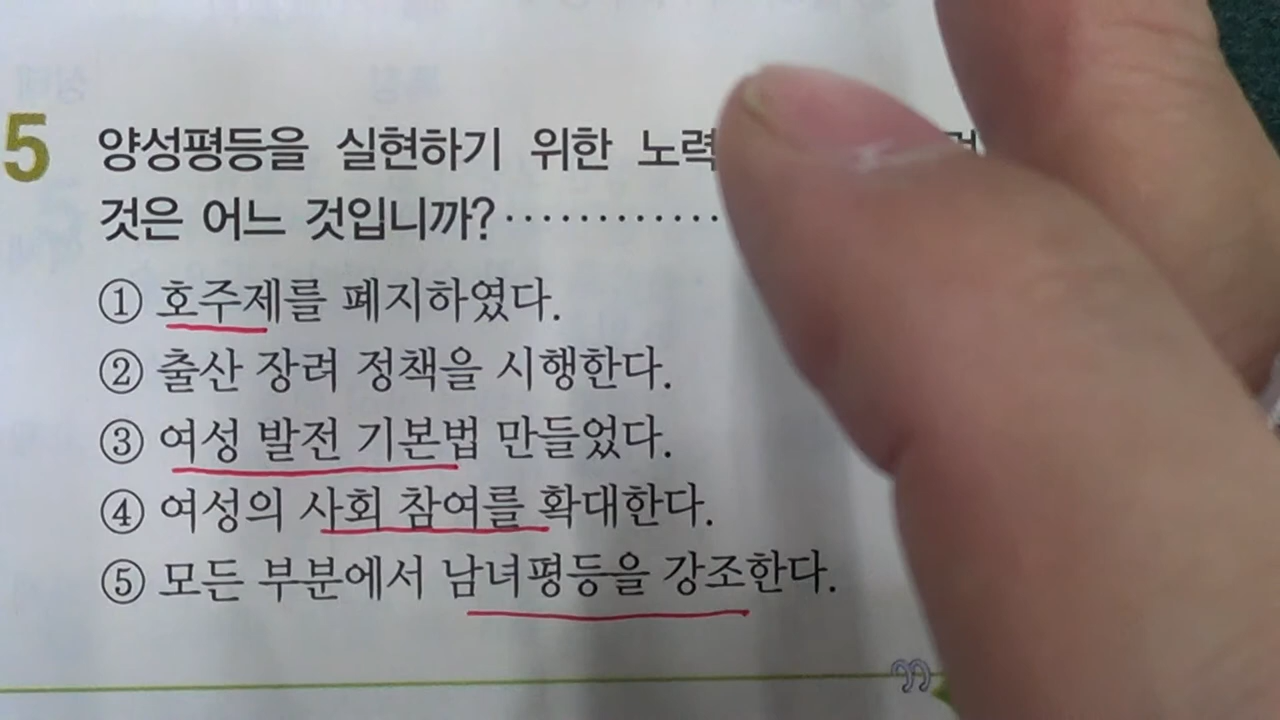 5 양성평등을 실현하기 위한 노력
것은 어느 것입니까?············
① 호주제를 폐지하였다.
② 출산 장려 정책을 시행한다.
③ 여성 발전 기본법 만들었다.
④ 여성의 사회 참여를 확대한다.
⑤ 모든 부분에서 남녀평등을 강조한다.